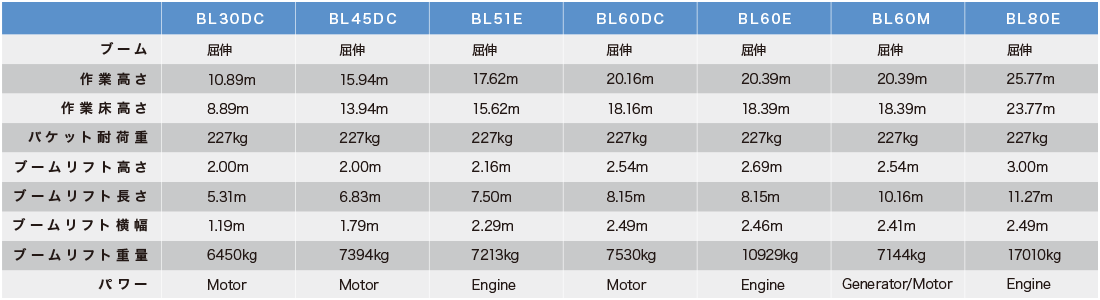 BL30DC BL45DC BL51E BL60DC BL60E BL60M BL80E
ブーム 屈伸 屈伸 屈伸 屈伸 屈伸 屈伸 屈伸
作業高さ 10.89m 15.94m 17.62m 20.16m 20.39m 20.39m 25.77m
作業床高さ 8.89m 13.94m 15.62m 18.16m 18.39m 18.39m 23.77m
バケット耐荷重 227kg 227kg 227kg 227kg 227kg 227kg 227kg
ブームリフト高さ 2.00m 2.00m 2.16m 2.54m 2.69m 2.54m 3.00m
ブームリフト長さ 5.31m 6.83m 7.50m 8.15m 8.15m 10.16m 11.27m
ブームリフト横幅 1.19m 1.79m 2.29m 2.49m 2.46m 2.41m 2.49m
ブームリフト重量 6450kg 7394kg 7213kg 7530kg 10929kg 7144kg 17010kg
パワー Motor Motor Engine Motor Engine Generator/Motor Engine